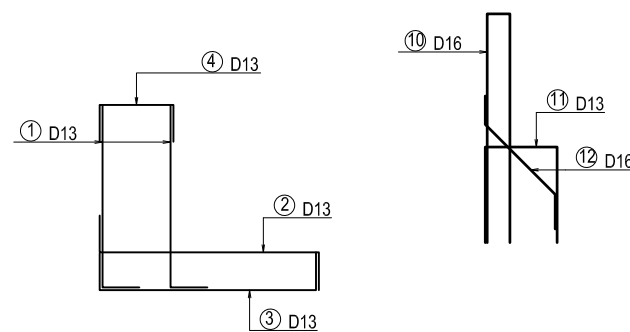 ④ D13
① D13
② D13
③ D13
⑩ D16
⑪ D13
⑫ D16